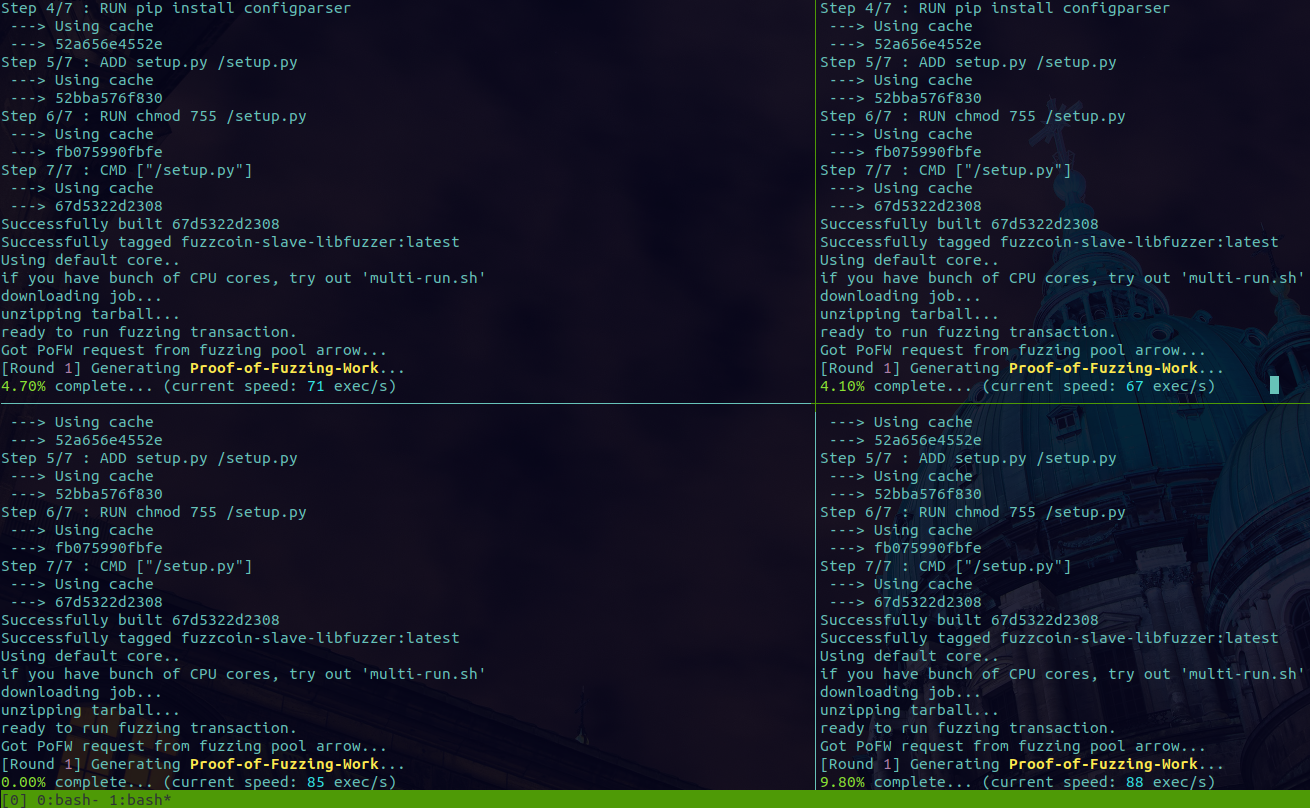 Step 4/7 : RUN pip install configparser
 ---> Using cache
 ---> 52a656e4552e
Step 5/7 : ADD setup.py /setup.py
 ---> Using cache
 ---> 52bba576f830
Step 6/7 : RUN chmod 755 /setup.py
 ---> Using cache
 ---> fb075990fbfe
Step 7/7 : CMD ["/setup.py"]
 ---> Using cache
 ---> 67d5322d2308
Successfully built 67d5322d2308
Successfully tagged fuzzcoin-slave-libfuzzer:latest
Using default core..
if you have bunch of CPU cores, try out 'multi-run.sh'
downloading job...
unzipping tarball...
ready to run fuzzing transaction.
Got PoFW request from fuzzing pool arrow...
[Round 1] Generating Proof-of-Fuzzing-Work...
4.70% complete... (current speed: 71 exec/s)
Step 4/7 : RUN pip install configparser
 ---> Using cache
 ---> 52a656e4552e
Step 5/7 : ADD setup.py /setup.py
 ---> Using cache
 ---> 52bba576f830
Step 6/7 : RUN chmod 755 /setup.py
 ---> Using cache
 ---> fb075990fbfe
Step 7/7 : CMD ["/setup.py"]
 ---> Using cache
 ---> 67d5322d2308
Successfully built 67d5322d2308
Successfully tagged fuzzcoin-slave-libfuzzer:latest
Using default core..
if you have bunch of CPU cores, try out 'multi-run.sh'
downloading job...
unzipping tarball...
ready to run fuzzing transaction.
Got PoFW request from fuzzing pool arrow...
[Round 1] Generating Proof-of-Fuzzing-Work...
4.10% complete... (current speed: 67 exec/s)
 ---> Using cache
 ---> 52a656e4552e
Step 5/7 : ADD setup.py /setup.py
 ---> Using cache
 ---> 52bba576f830
Step 6/7 : RUN chmod 755 /setup.py
 ---> Using cache
 ---> fb075990fbfe
Step 7/7 : CMD ["/setup.py"]
 ---> Using cache
 ---> 67d5322d2308
Successfully built 67d5322d2308
Successfully tagged fuzzcoin-slave-libfuzzer:latest
Using default core..
if you have bunch of CPU cores, try out 'multi-run.sh'
downloading job...
unzipping tarball...
ready to run fuzzing transaction.
Got PoFW request from fuzzing pool arrow...
[Round 1] Generating Proof-of-Fuzzing-Work...
0.00% complete... (current speed: 85 exec/s)
 ---> Using cache
 ---> 52a656e4552e
Step 5/7 : ADD setup.py /setup.py
 ---> Using cache
 ---> 52bba576f830
Step 6/7 : RUN chmod 755 /setup.py
 ---> Using cache
 ---> fb075990fbfe
Step 7/7 : CMD ["/setup.py"]
 ---> Using cache
 ---> 67d5322d2308
Successfully built 67d5322d2308
Successfully tagged fuzzcoin-slave-libfuzzer:latest
Using default core..
if you have bunch of CPU cores, try out 'multi-run.sh'
downloading job...
unzipping tarball...
ready to run fuzzing transaction.
Got PoFW request from fuzzing pool arrow...
[Round 1] Generating Proof-of-Fuzzing-Work...
9.80% complete... (current speed: 88 exec/s)
[0] 0:bash- 1:bash*